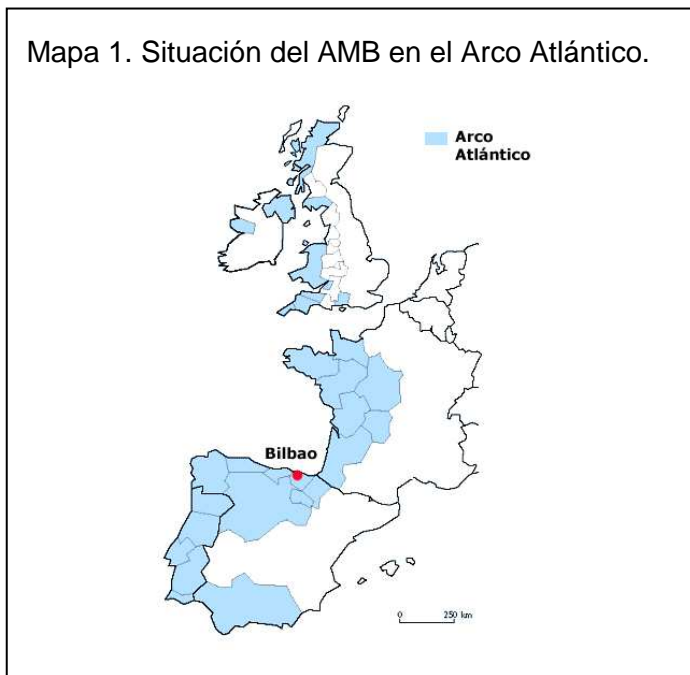 Mapa 1. Situación del AMB en el Arco Atlántico.
Arco
Atlántico
Bilbao
0 250 km